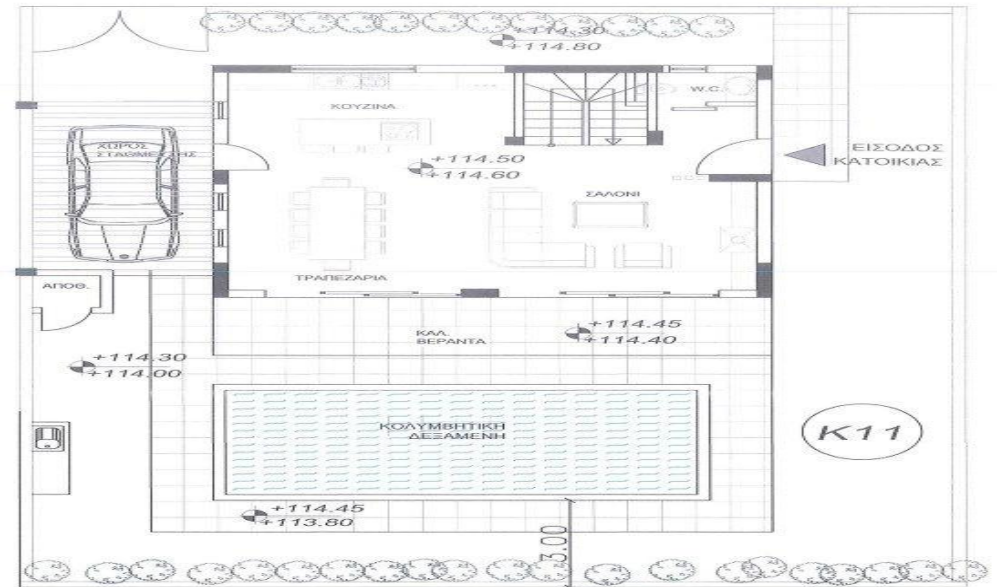 +114.30
+114.80
ΚΟΥΖΙΝΑ
W.C.
ΧΩΡΟΣ
ΣΤΑΘΜΕΥΣΗΣ
+114.50
+114.60
ΕΙΣΟΔΟΣ
ΚΑΤΟΙΚΙΑΣ
ΣΑΛΟΝΙ
ΤΡΑΠΕΖΑΡΙΑ
ΑΠΟΘ.
ΚΑΛ.
ΒΕΡΑΝΤΑ
+114.45
+114.40
+114.30
+114.00
ΚΟΛΥΜΒΗΤΙΚΗ
ΔΕΞΑΜΕΝΗ
K11
+114.45
+113.80
3.00